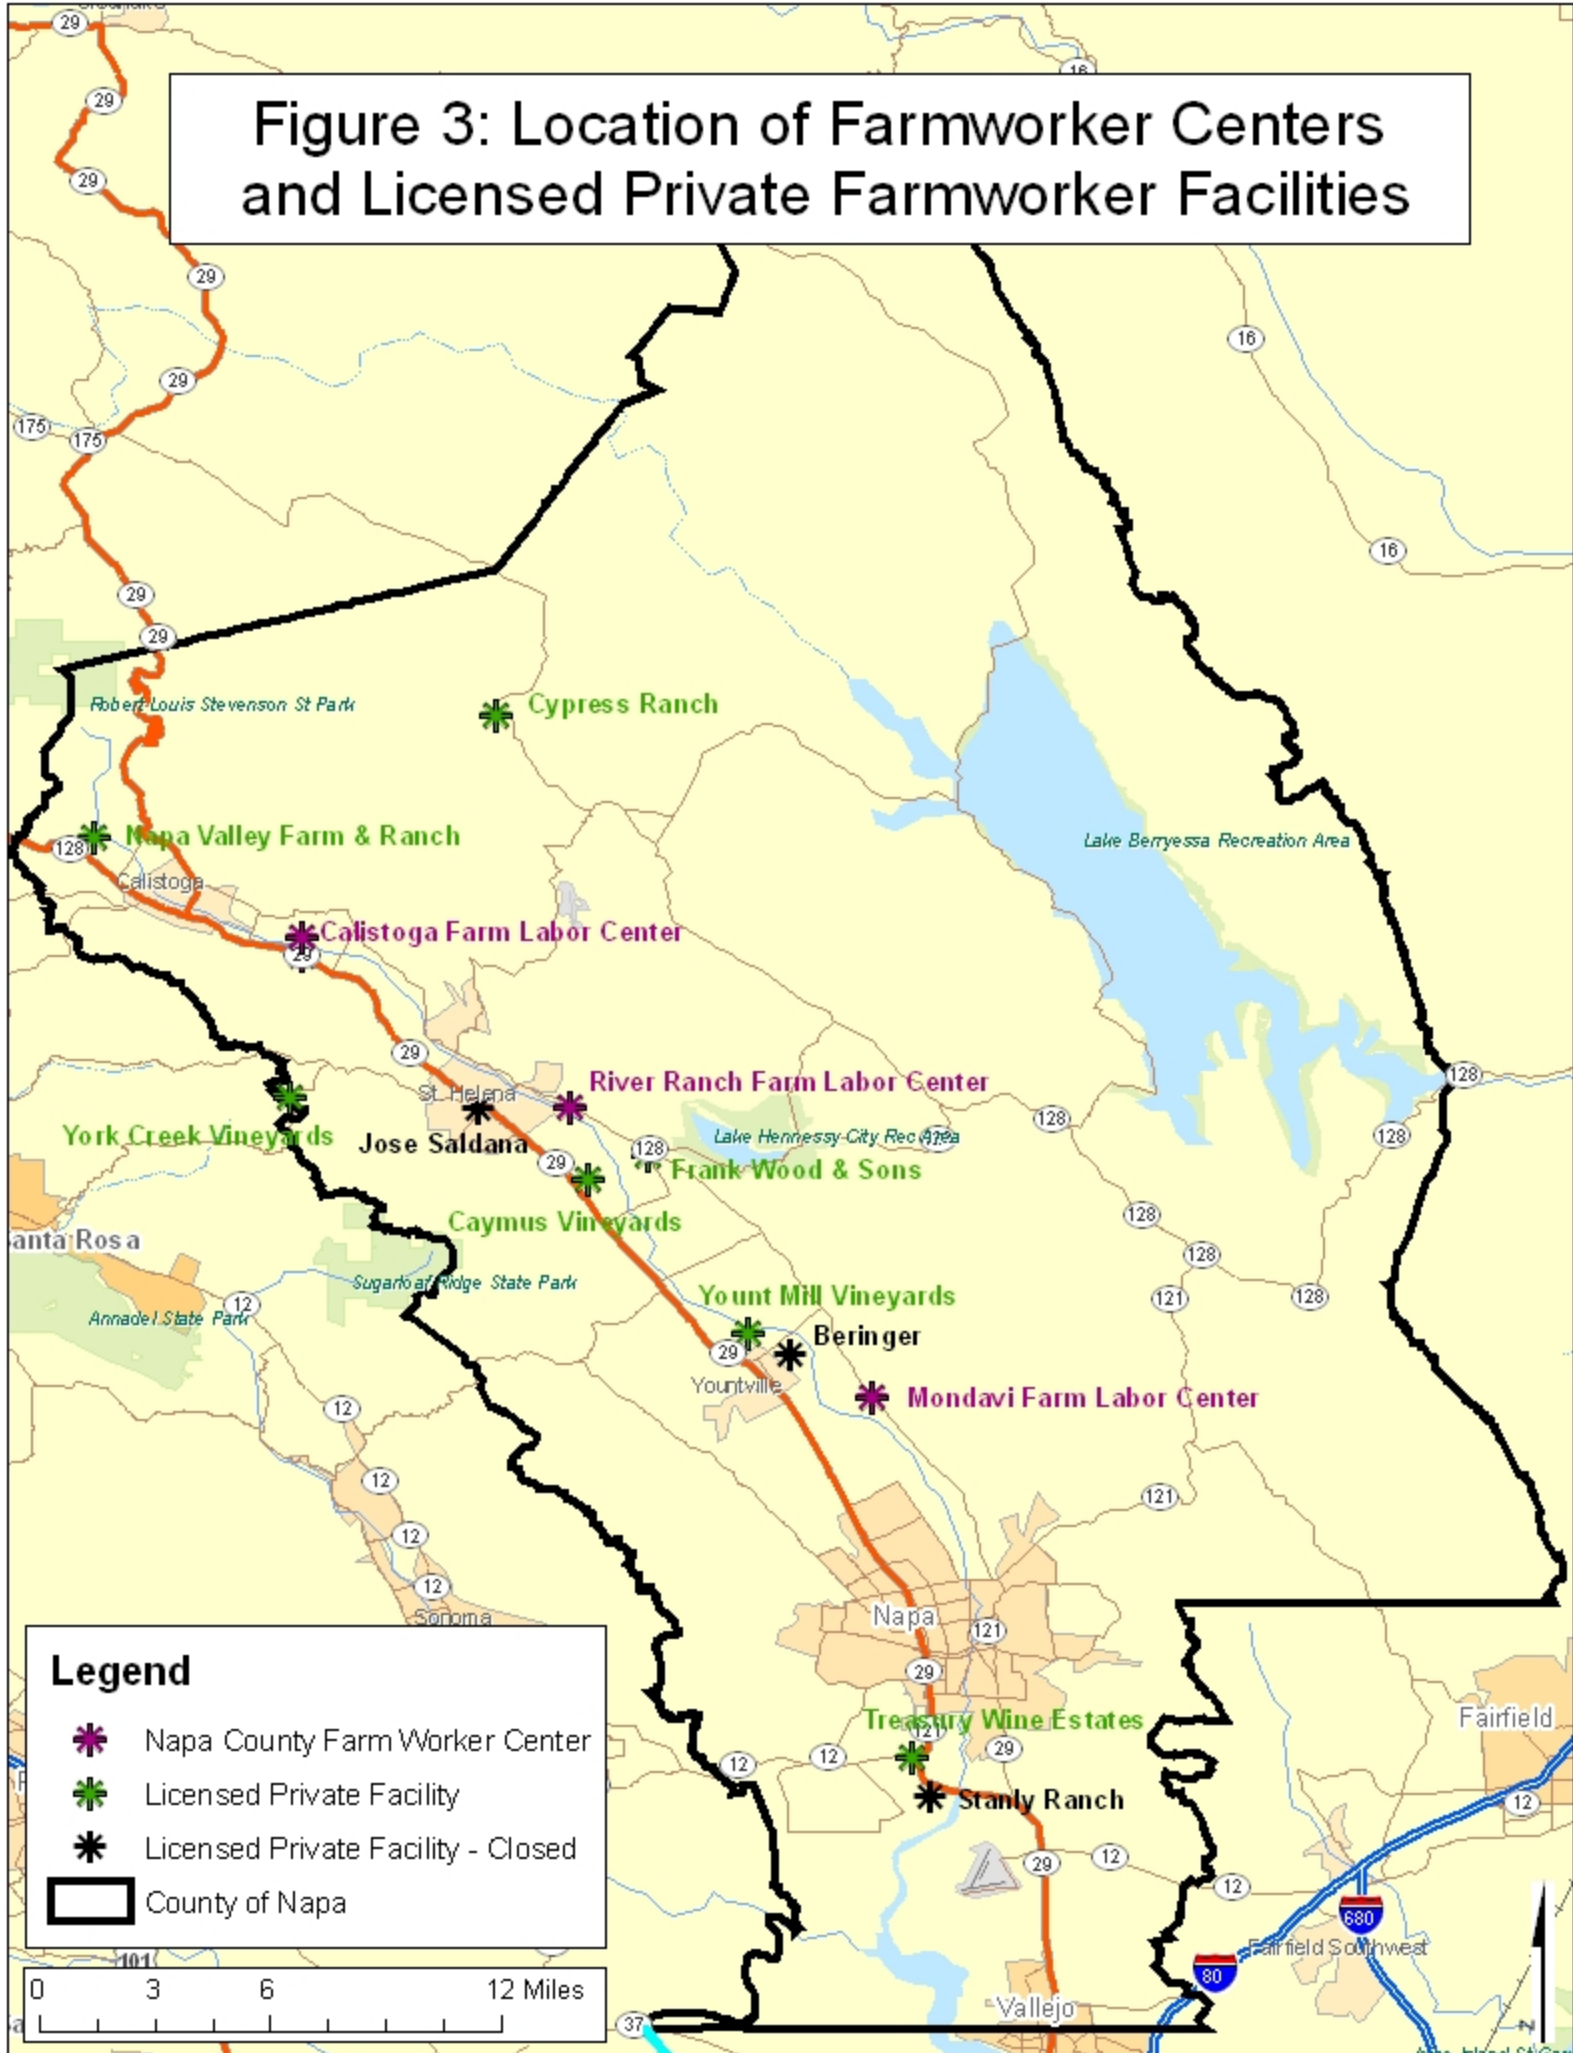 29
16
29
Figure 3: Location of Farmworker Centers
and Licensed Private Farmworker Facilities
29
29
16
29
175
175
16
29
29
Robert Louis Stevenson St Park
Cypress Ranch
Napa Valley Farm & Ranch
128
Lake Berryessa Recreation Area
Calistoga
Calistoga Farm Labor Center
29
29
128
River Ranch Farm Labor Center
St. Helena
128
York Creek Vineyards
Jose Saldana
Lake Hennessy City Rec Area
128
128
29
Frank Wood & Sons
Caymus Vineyards
128
anta Rosa
128
Sugarloaf Ridge State Park
Yount Mill Vineyards
121
128
12
Annadel State Park
Beringer
29
Yountville
Mondavi Farm Labor Center
12
12
121
12
12
Sonoma
Napa
121
29
Legend
Napa County Farm Worker Center
Licensed Private Facility
Licensed Private Facility - Closed
County of Napa
Treasury Wine Estates
121
29
12
12
Stanly Ranch
Fairfield
12
29
12
12
680
Fairfield Southwest
101
80
0 3 6 12 Miles
Vallejo
37
Z